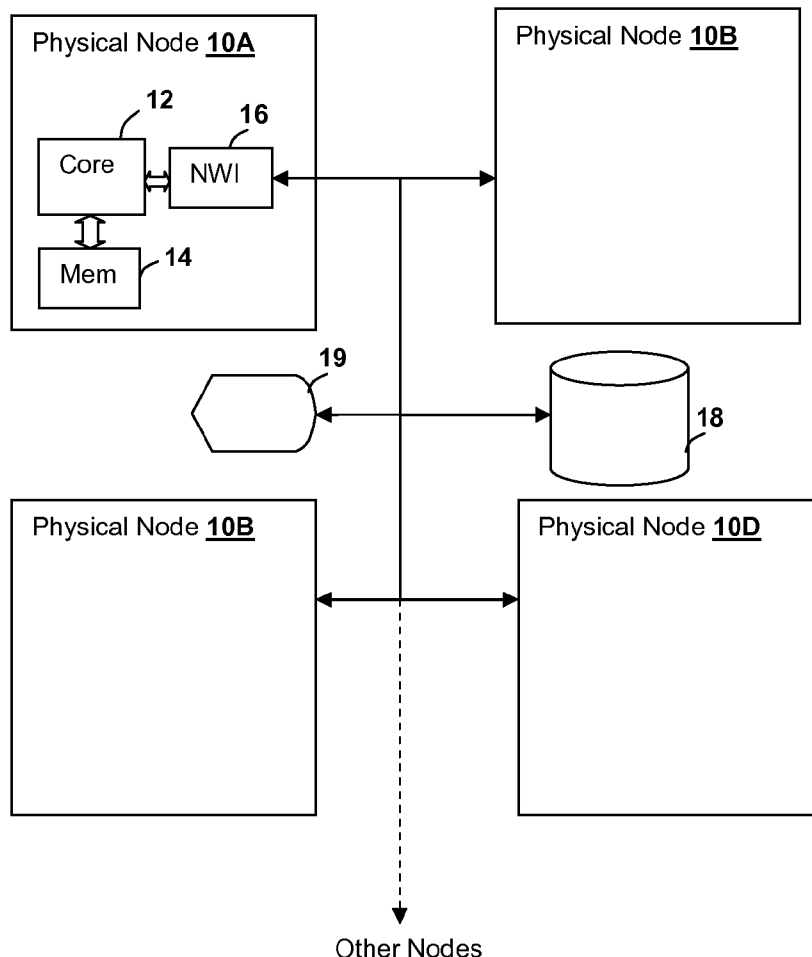 Physical Node 10A
Physical Node 10B
12
16
Core
NWI
Mem
14
19
18
Physical Node 10B
Physical Node 10D
Other Nodes